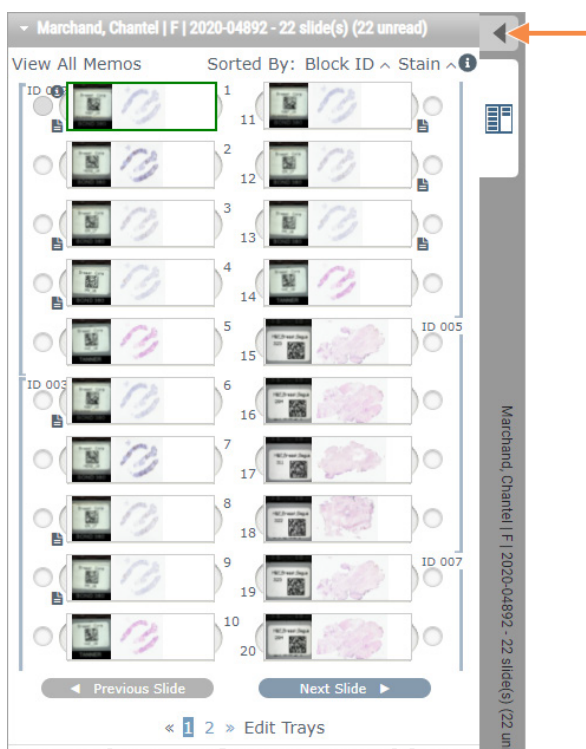 Marchand, Chantel | F | 2020-04892 - 22 slide(s) (22 unread)
View All Memos Sorted By: Block ID ^ Stain ^
ID
1
11
2
12
3
13
4
14
5
ID 005
15
ID 003
6
16
7
17
8
18
9
ID 007
19
10
20
Previous Slide Next Slide
« 1 2 » Edit Trays
Marchand, Chantel | F | 2020-04892 - 22 slide(s) (22 un